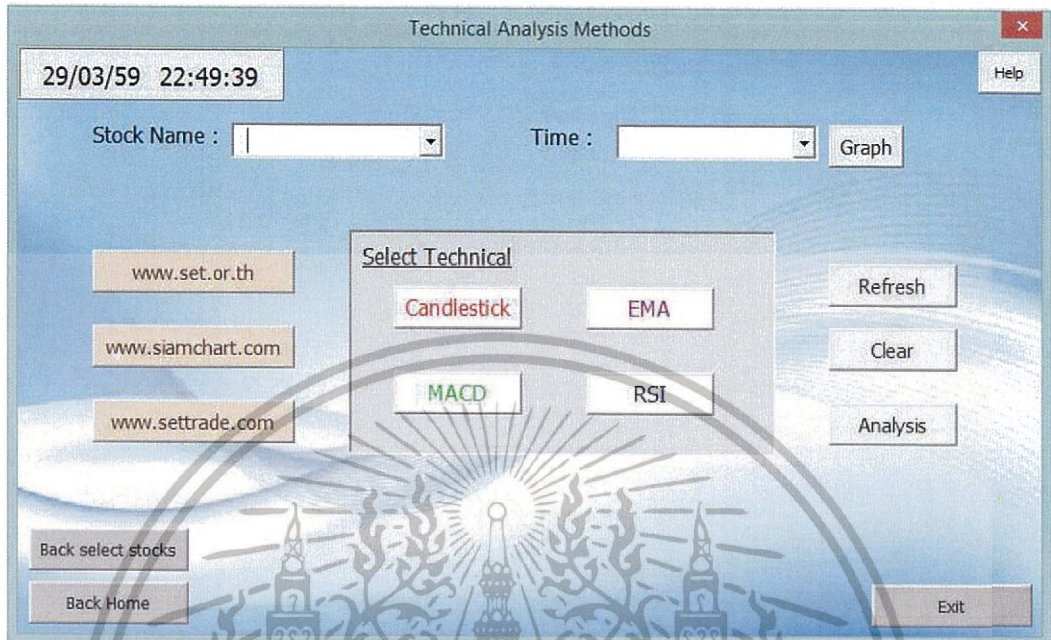 Technical Analysis Methods
29/03/59 22:49:39
Help
Stock Name :
Time :
Graph
Select Technical
www.set.or.th
Candlestick
EMA
Refresh
www.siamchart.com
Clear
MACD
RSI
www.settrade.com
Analysis
Back select stocks
Back Home
Exit